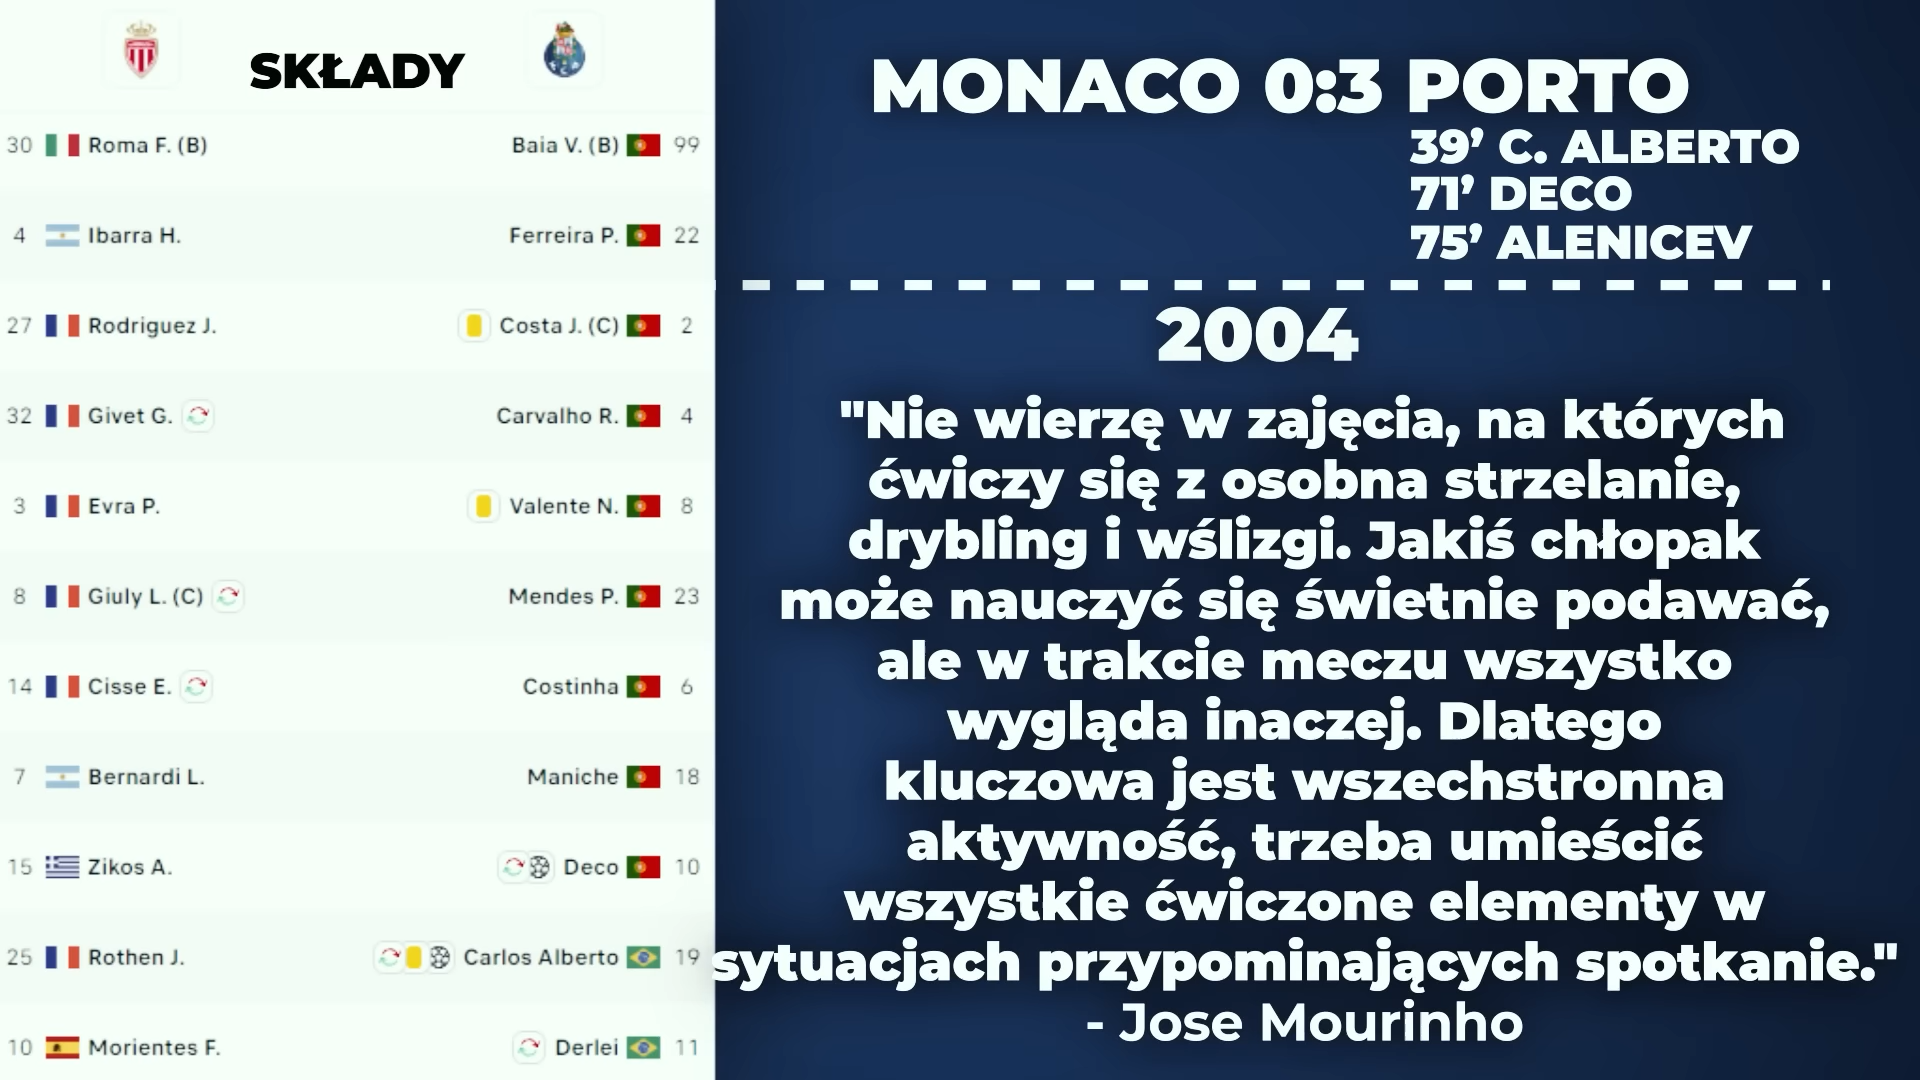 SKŁADY
30 Roma F. (B) Baia V. (B) 99
4 Ibarra H. Ferreira P. 22
27 Rodriguez J. Costa J. (C) 2
32 Givet G. Carvalho R. 4
3 Evra P. Valente N. 8
8 Giuly L. (C) Mendes P. 23
14 Cisse E. Costinha 6
7 Bernardi L. Maniche 18
15 Zikos A. Deco 10
25 Rothen J. Carlos Alberto 19
10 Morientes F. Derlei 11
MONACO 0:3 PORTO
39’ C. ALBERTO
71’ DECO
75’ ALENICEV
2004
"Nie wierzę w zajęcia, na których
ćwiczy się z osobna strzelanie,
drybling i wślizgi. Jakiś chłopak
może nauczyć się świetnie podawać,
ale w trakcie meczu wszystko
wygląda inaczej. Dlatego
kluczowa jest wszechstronna
aktywność, trzeba umieścić
wszystkie ćwiczone elementy w
sytuacjach przypominających spotkanie."
- Jose Mourinho